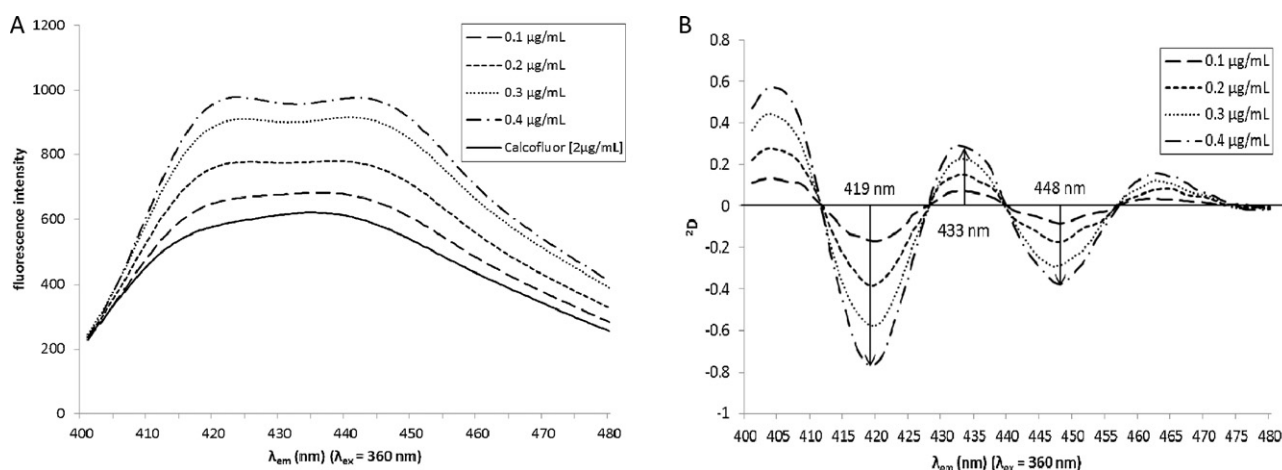 A
1200
1000
800
600
400
200
0
fluorescence intensity
0.1 µg/mL
0.2 µg/mL
0.3 µg/mL
0.4 µg/mL
Calcofluor [2µg/mL]
400 410 420 430 440 450 460 470 480
λem (nm) (λex = 360 nm)
B
0.8
0.6
0.4
0.2
0
-0.2
-0.4
-0.6
-0.8
-1
²D
0.1 µg/mL
0.2 µg/mL
0.3 µg/mL
0.4 µg/mL
419 nm
433 nm
448 nm
400 405 410 415 420 425 430 435 440 445 450 455 460 465 470 475 480
λem (nm) (λex = 360 nm)